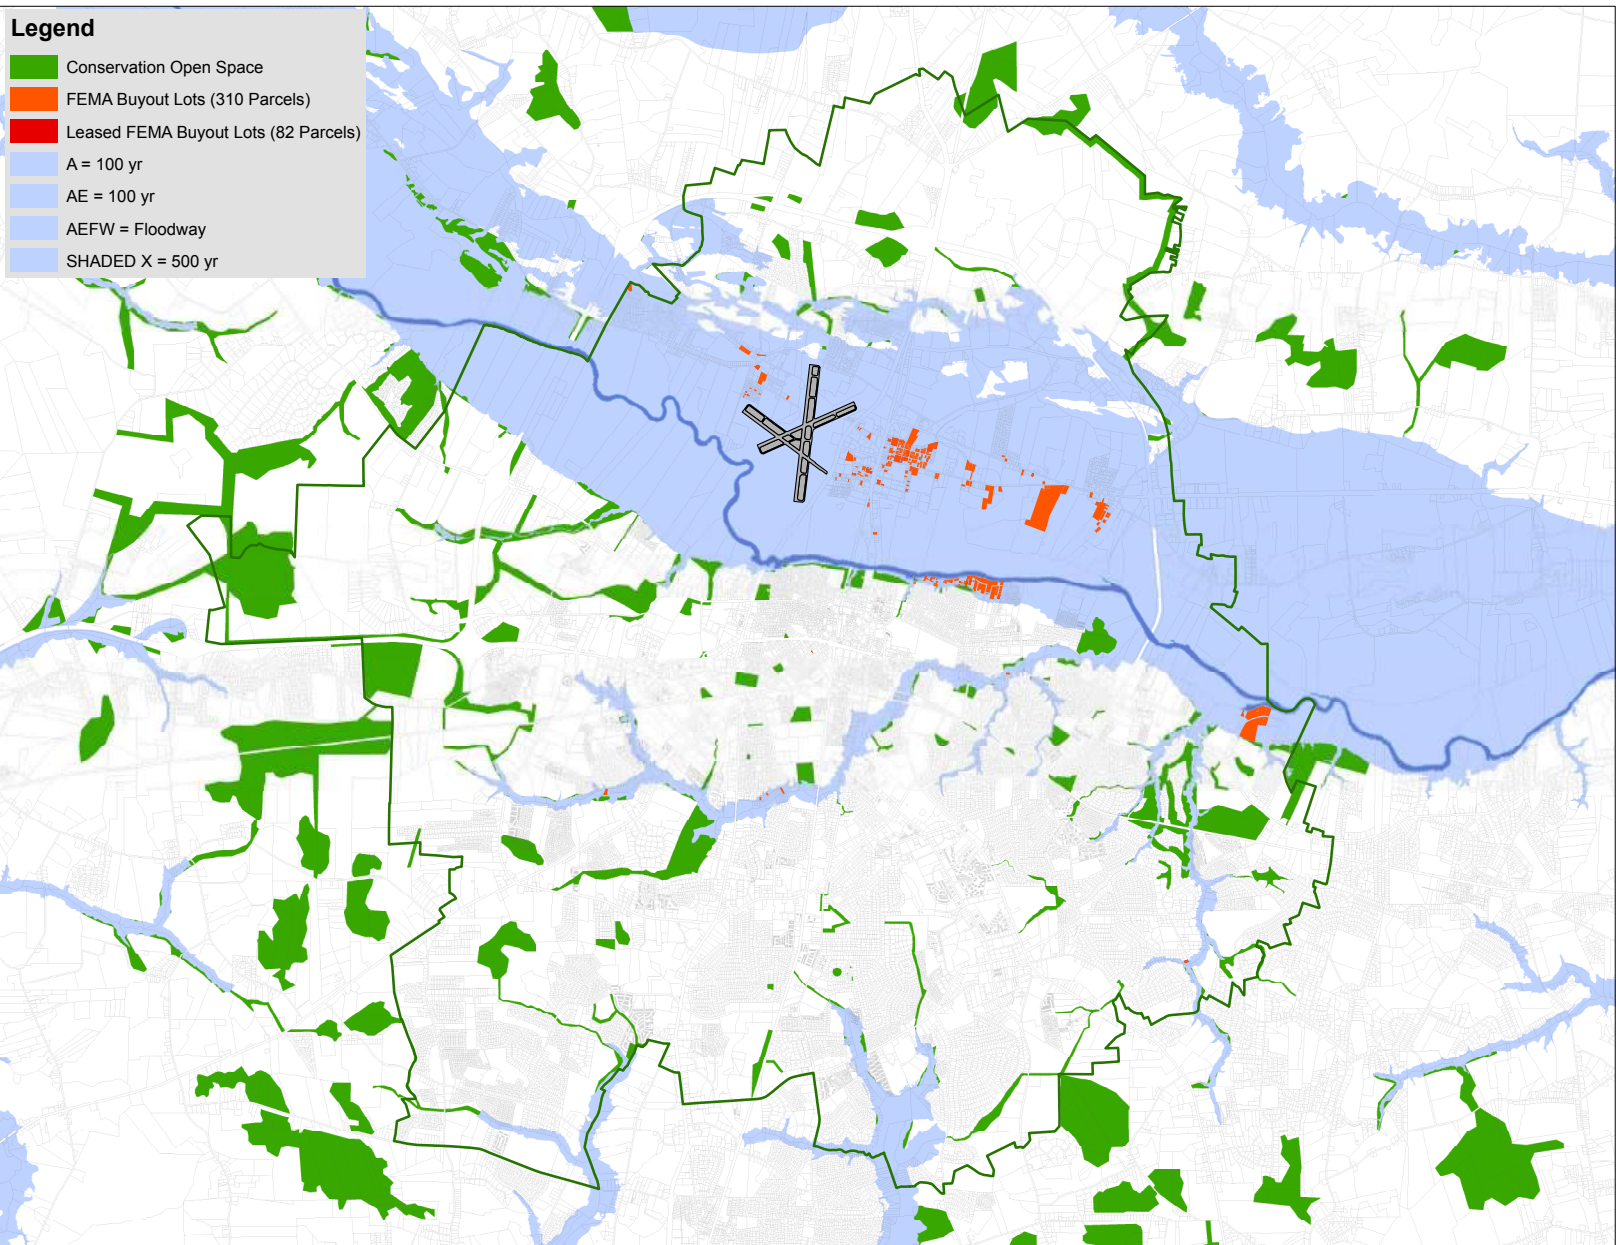 Legend
Conservation Open Space
FEMA Buyout Lots (310 Parcels)
Leased FEMA Buyout Lots (82 Parcels)
A = 100 yr
AE = 100 yr
AEFW = Floodway
SHADED X = 500 yr